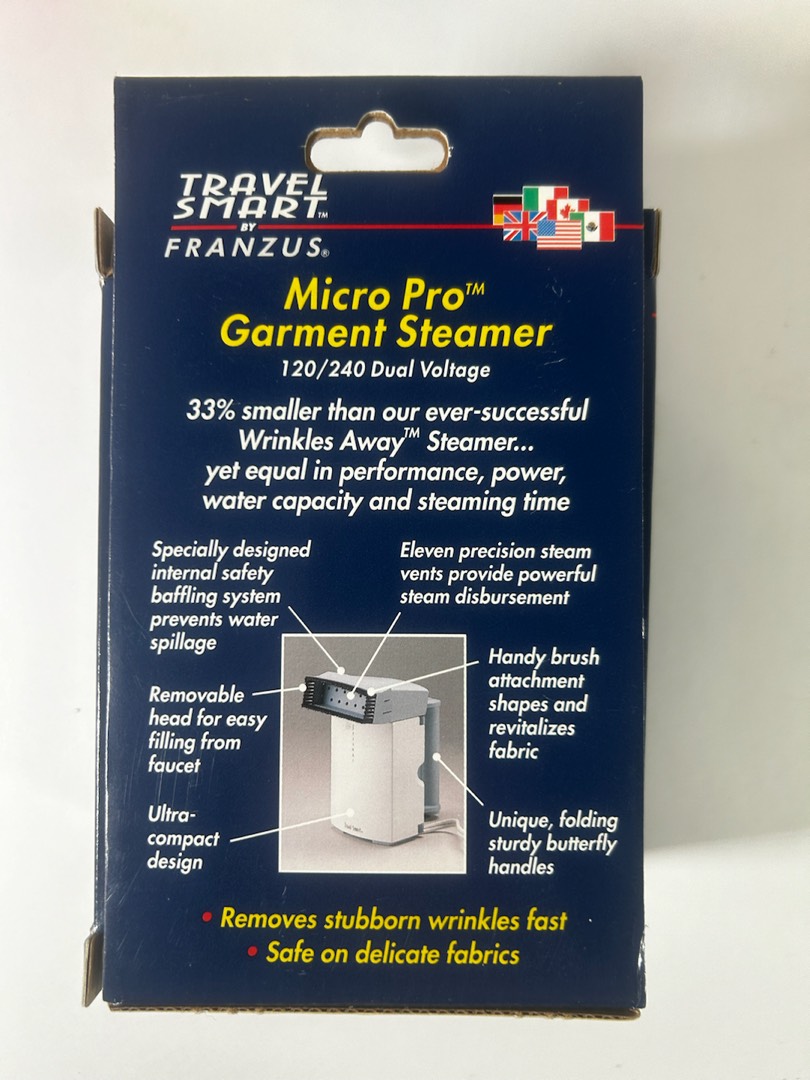 TRAVEL
SMART™
BY
FRANZUS®
Micro Pro™
Garment Steamer
120/240 Dual Voltage
33% smaller than our ever-successful
Wrinkles Away™ Steamer...
yet equal in performance, power,
water capacity and steaming time
Specially designed
internal safety
baffling system
prevents water
spillage
Eleven precision steam
vents provide powerful
steam disbursement
Removable
head for easy
filling from
faucet
Handy brush
attachment
shapes and
revitalizes
fabric
Ultra-
compact
design
Unique, folding
sturdy butterfly
handles
• Removes stubborn wrinkles fast
• Safe on delicate fabrics